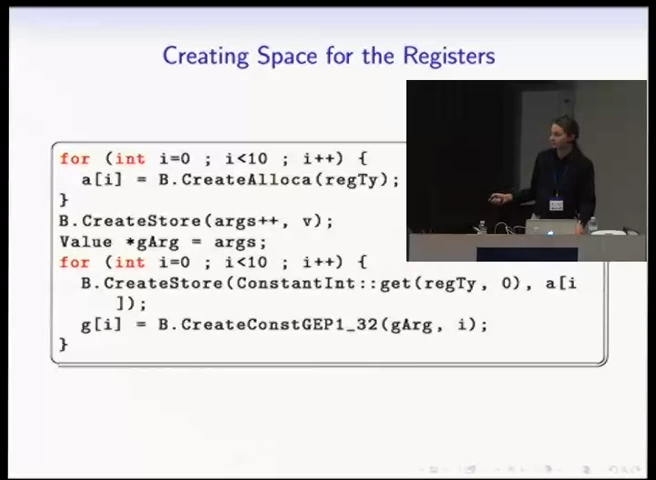 Creating Space for the Registers
for (int i=0 ; i<10 ; i++) {
a[i] = B.CreateAlloca(regTy);
}
B.CreateStore(args++, v);
Value *gArg = args;
for (int i=0 ; i<10 ; i++) {
B.CreateStore(ConstantInt::get(regTy, 0), a[i
]);
g[i] = B.CreateConstGEP1_32(gArg, i);
}